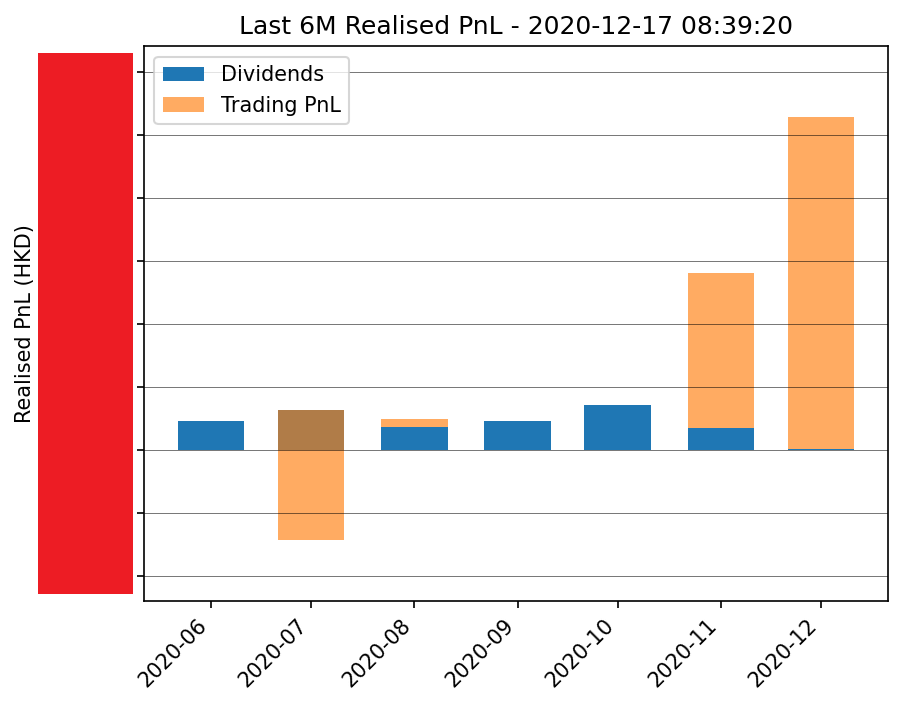 Last 6M Realised PnL - 2020-12-17 08:39:20
Dividends
Trading PnL
Realised PnL (HKD)
2020-06
2020-07
2020-08
2020-09
2020-10
2020-11
2020-12